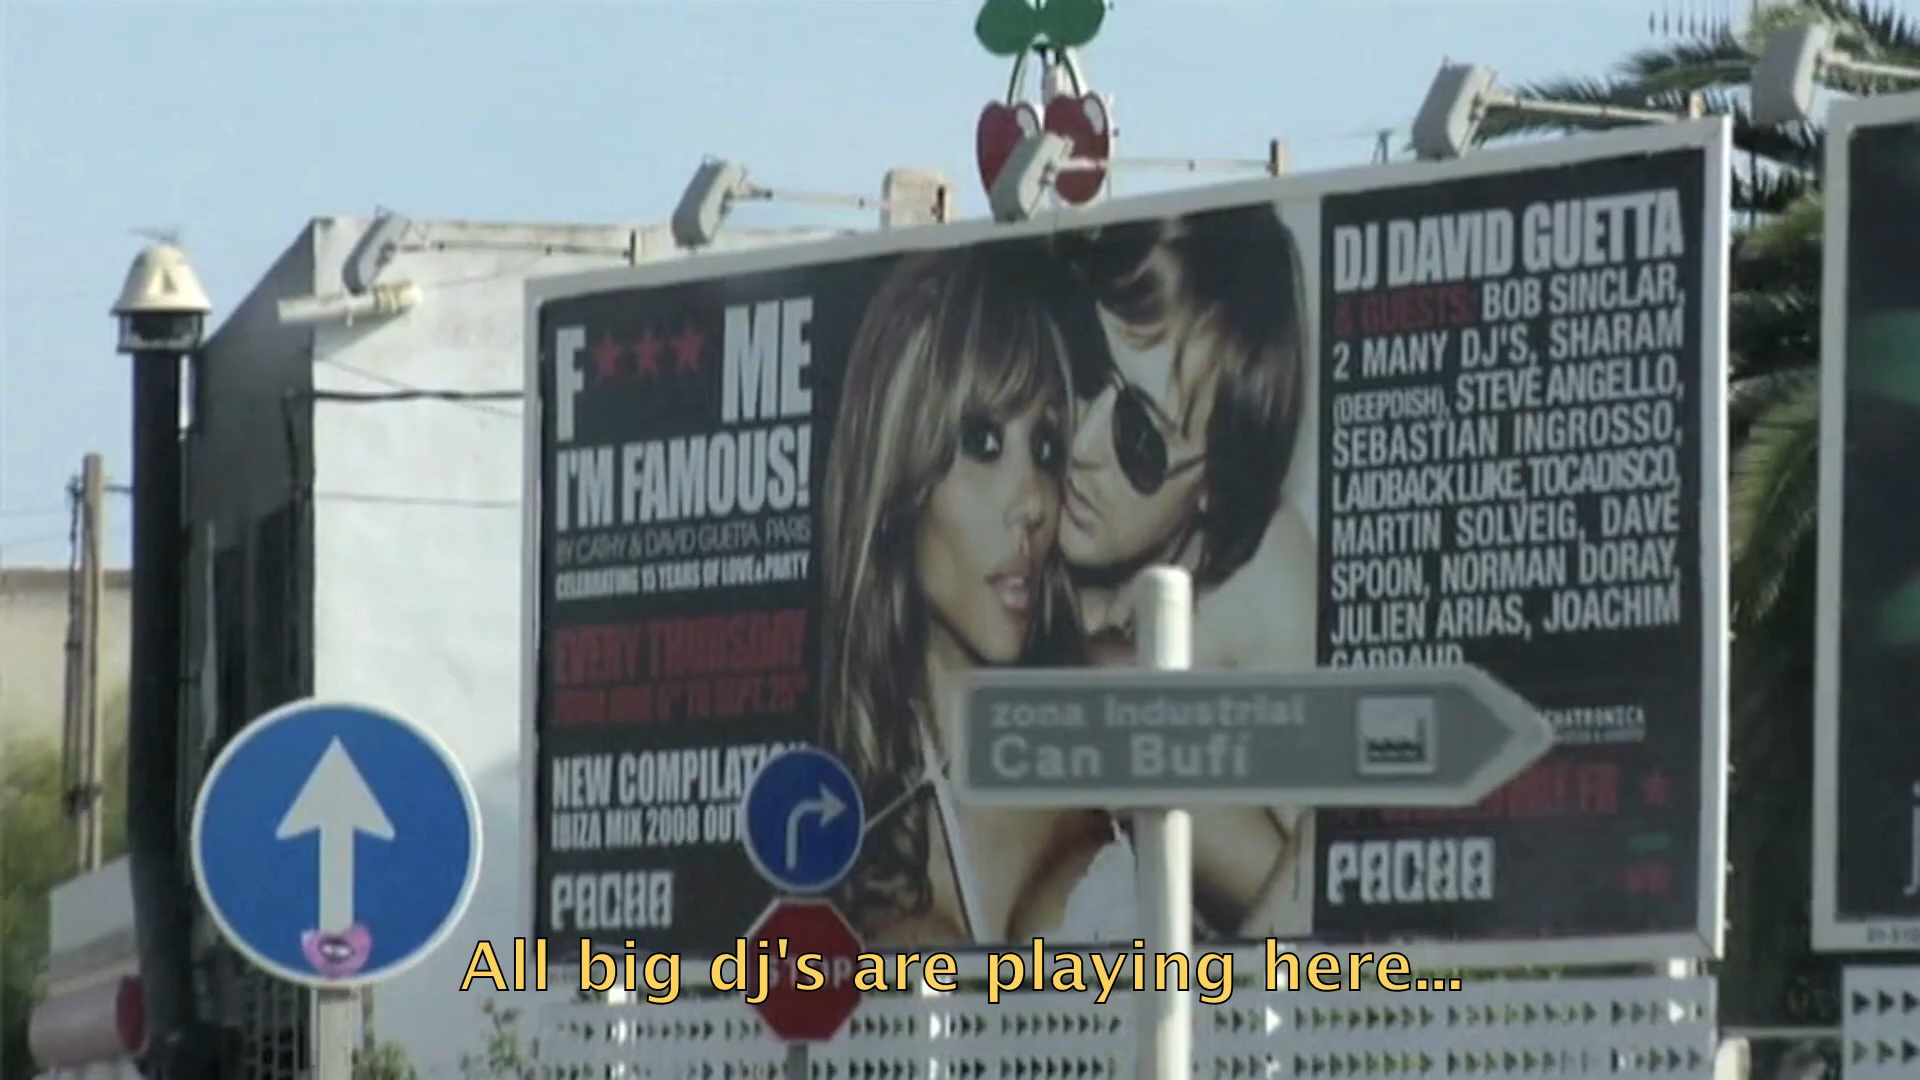 F*** ME
I'M FAMOUS!
BY CATHY & DAVID GUETTA PARIS
CELEBRATING 15 YEARS OF LOVE & PARTY
EVERY THURSDAY
NEW COMPILATION
IBIZA MIX 2008 OUT
PACHA
DJ DAVID GUETTA
& GUESTS: BOB SINCLAR,
2 MANY DJ'S, SHARAM
(DEEPDISH), STEVE ANGELLO,
SEBASTIAN INGROSSO,
LAIDBACK LUKE, TOCADISCO,
MARTIN SOLVEIG, DAVE
SPOON, NORMAN DORAY,
JULIEN ARIAS, JOACHIM
GARRAUD
PACHA
zona industrial
Can Bufí
STOP
All big dj's are playing here...